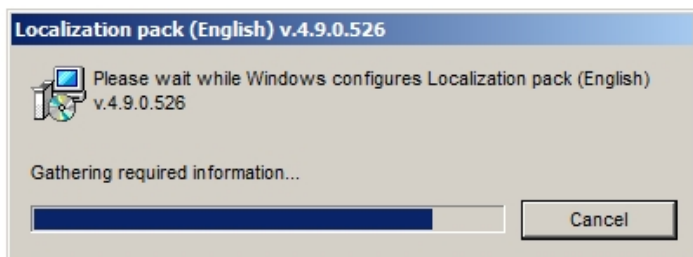 Localization pack (English) v.4.9.0.526
Please wait while Windows configures Localization pack (English)
v.4.9.0.526
Gathering required information...
Cancel